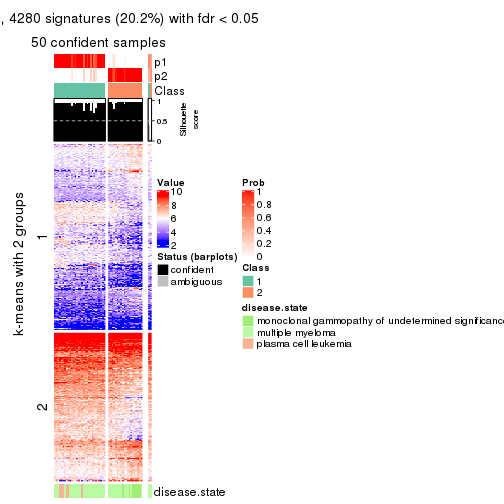 , 4280 signatures (20.2%) with fdr < 0.05
50 confident samples
p1
p2
Class
1
0.5
0
Silhouette
score
k-means with 2 groups
1
2
Value
10
8
6
4
2
Status (barplots)
confident
ambiguous
Prob
1
0.8
0.6
0.4
0.2
0
Class
1
2
disease.state
monoclonal gammopathy of undetermined significance
multiple myeloma
plasma cell leukemia
disease.state